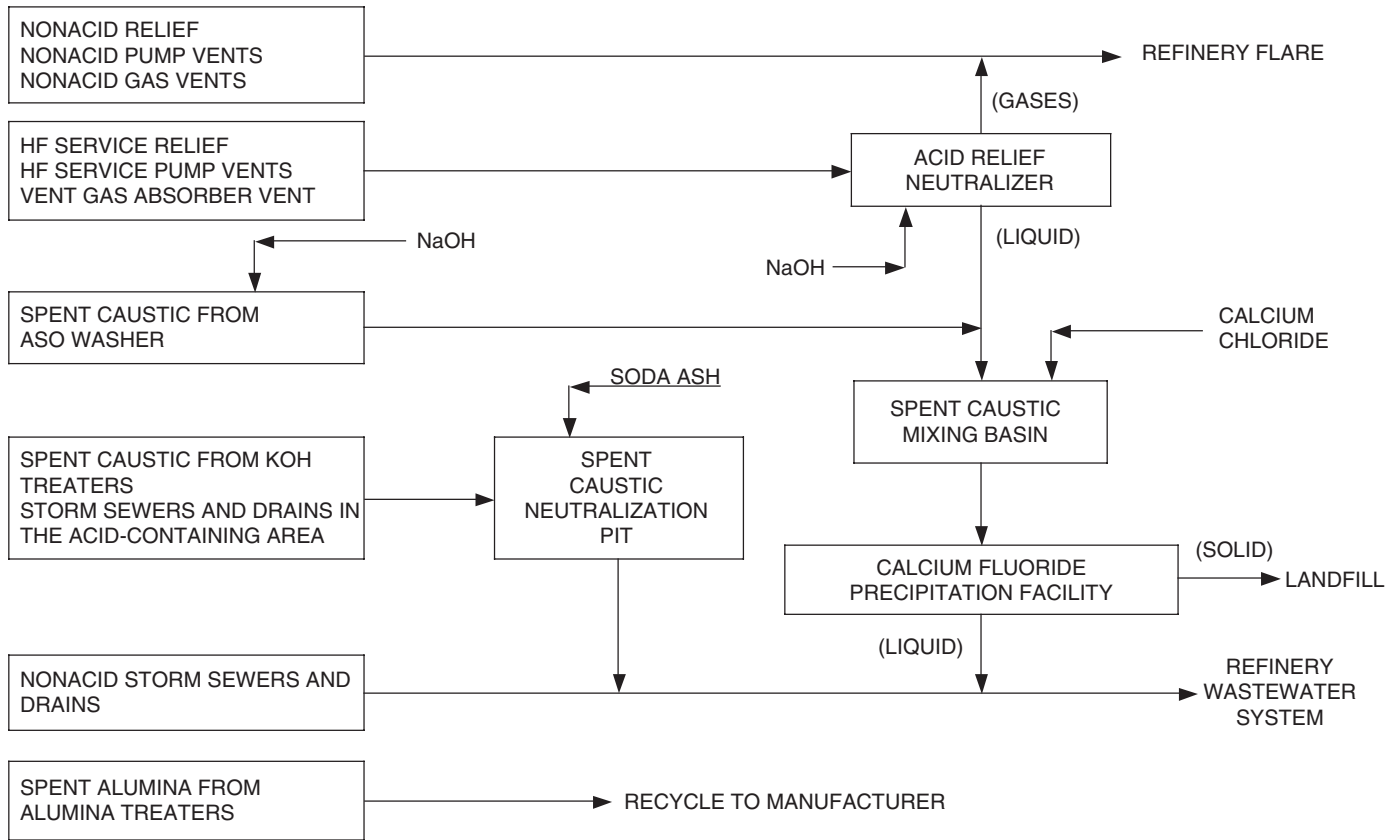 NONACID RELIEF
NONACID PUMP VENTS
NONACID GAS VENTS
REFINERY FLARE
(GASES)
HF SERVICE RELIEF
HF SERVICE PUMP VENTS
VENT GAS ABSORBER VENT
ACID RELIEF
NEUTRALIZER
NaOH
(LIQUID)
NaOH
SPENT CAUSTIC FROM
ASO WASHER
CALCIUM
CHLORIDE
SODA ASH
SPENT CAUSTIC
MIXING BASIN
SPENT CAUSTIC FROM KOH
TREATERS
STORM SEWERS AND DRAINS IN
THE ACID-CONTAINING AREA
SPENT
CAUSTIC
NEUTRALIZATION
PIT
CALCIUM FLUORIDE
PRECIPITATION FACILITY
(SOLID)
LANDFILL
(LIQUID)
NONACID STORM SEWERS AND
DRAINS
REFINERY
WASTEWATER
SYSTEM
SPENT ALUMINA FROM
ALUMINA TREATERS
RECYCLE TO MANUFACTURER